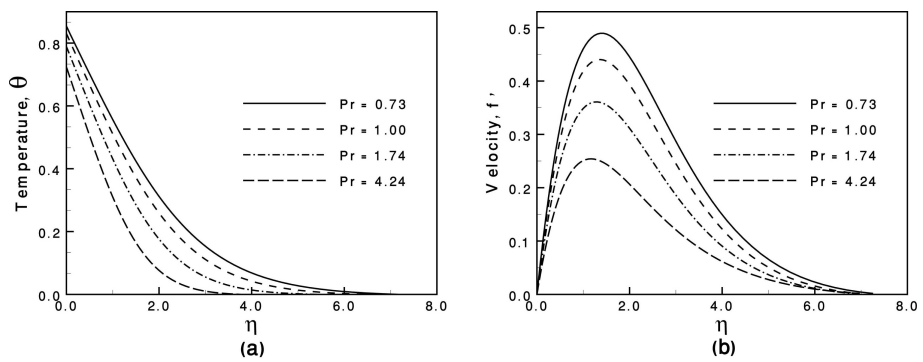 0.8
0.6
0.4
0.2
0.0
Temperature, θ
Pr = 0.73
Pr = 1.00
Pr = 1.74
Pr = 4.24
0.0 2.0 4.0 6.0 8.0
η
(a)
0.5
0.4
0.3
0.2
0.1
0.0
Velocity, f '
Pr = 0.73
Pr = 1.00
Pr = 1.74
Pr = 4.24
0.0 2.0 4.0 6.0 8.0
η
(b)